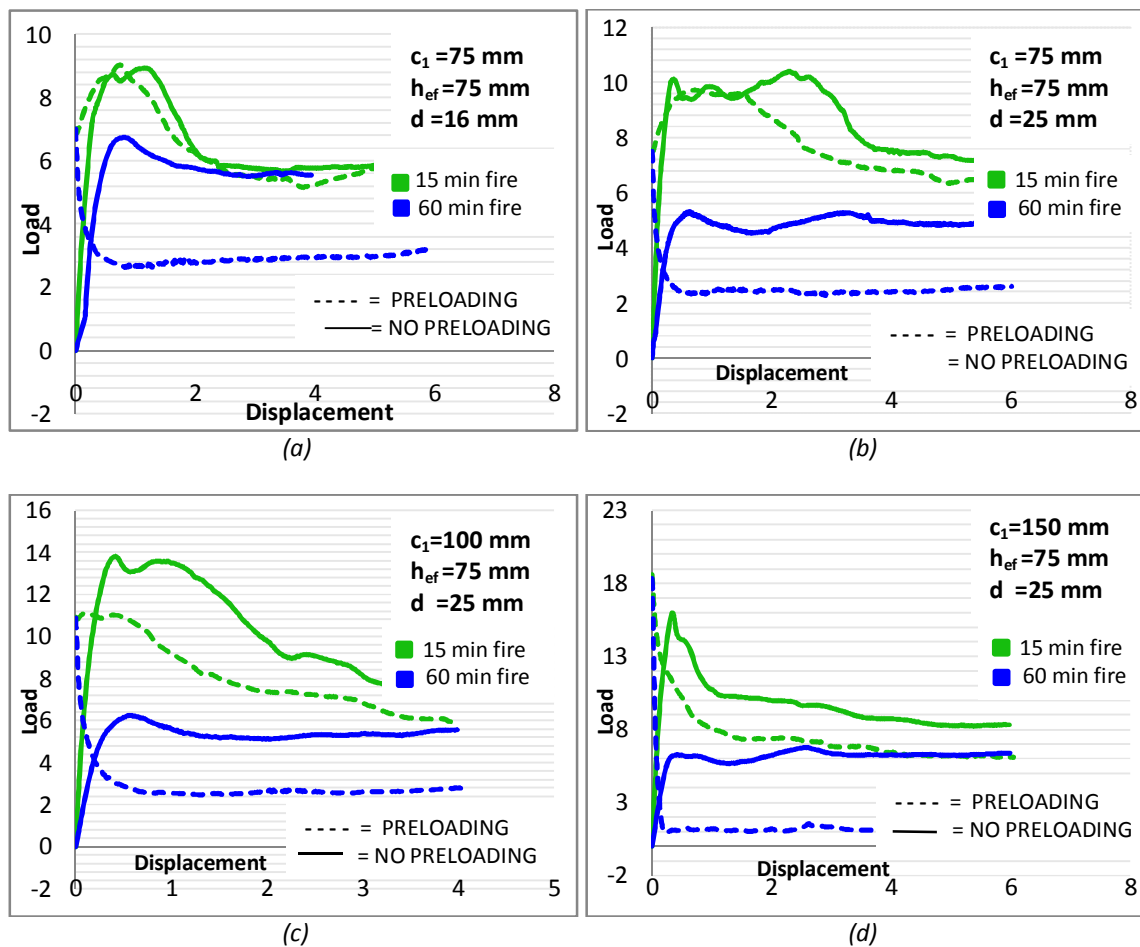 10
8
6
4
2
0
-2
Load
c₁ =75 mm
hef =75 mm
d =16 mm
15 min fire
60 min fire
= PRELOADING
= NO PRELOADING
0 2 4 6 8
Displacement
(a)
12
10
8
6
4
2
0
-2
Load
c₁ =75 mm
hef =75 mm
d =25 mm
15 min fire
60 min fire
= PRELOADING
= NO PRELOADING
Displacement
0 2 4 6 8
(b)
16
14
12
10
8
6
4
2
0
-2
Load
c₁=100 mm
hef =75 mm
d =25 mm
15 min fire
60 min fire
= PRELOADING
= NO PRELOADING
Displacement
0 1 2 3 4 5
(c)
23
18
13
8
3
-2
Load
c₁=150 mm
hef =75 mm
d =25 mm
15 min fire
60 min fire
= PRELOADING
= NO PRELOADING
Displacement
0 2 4 6 8
(d)